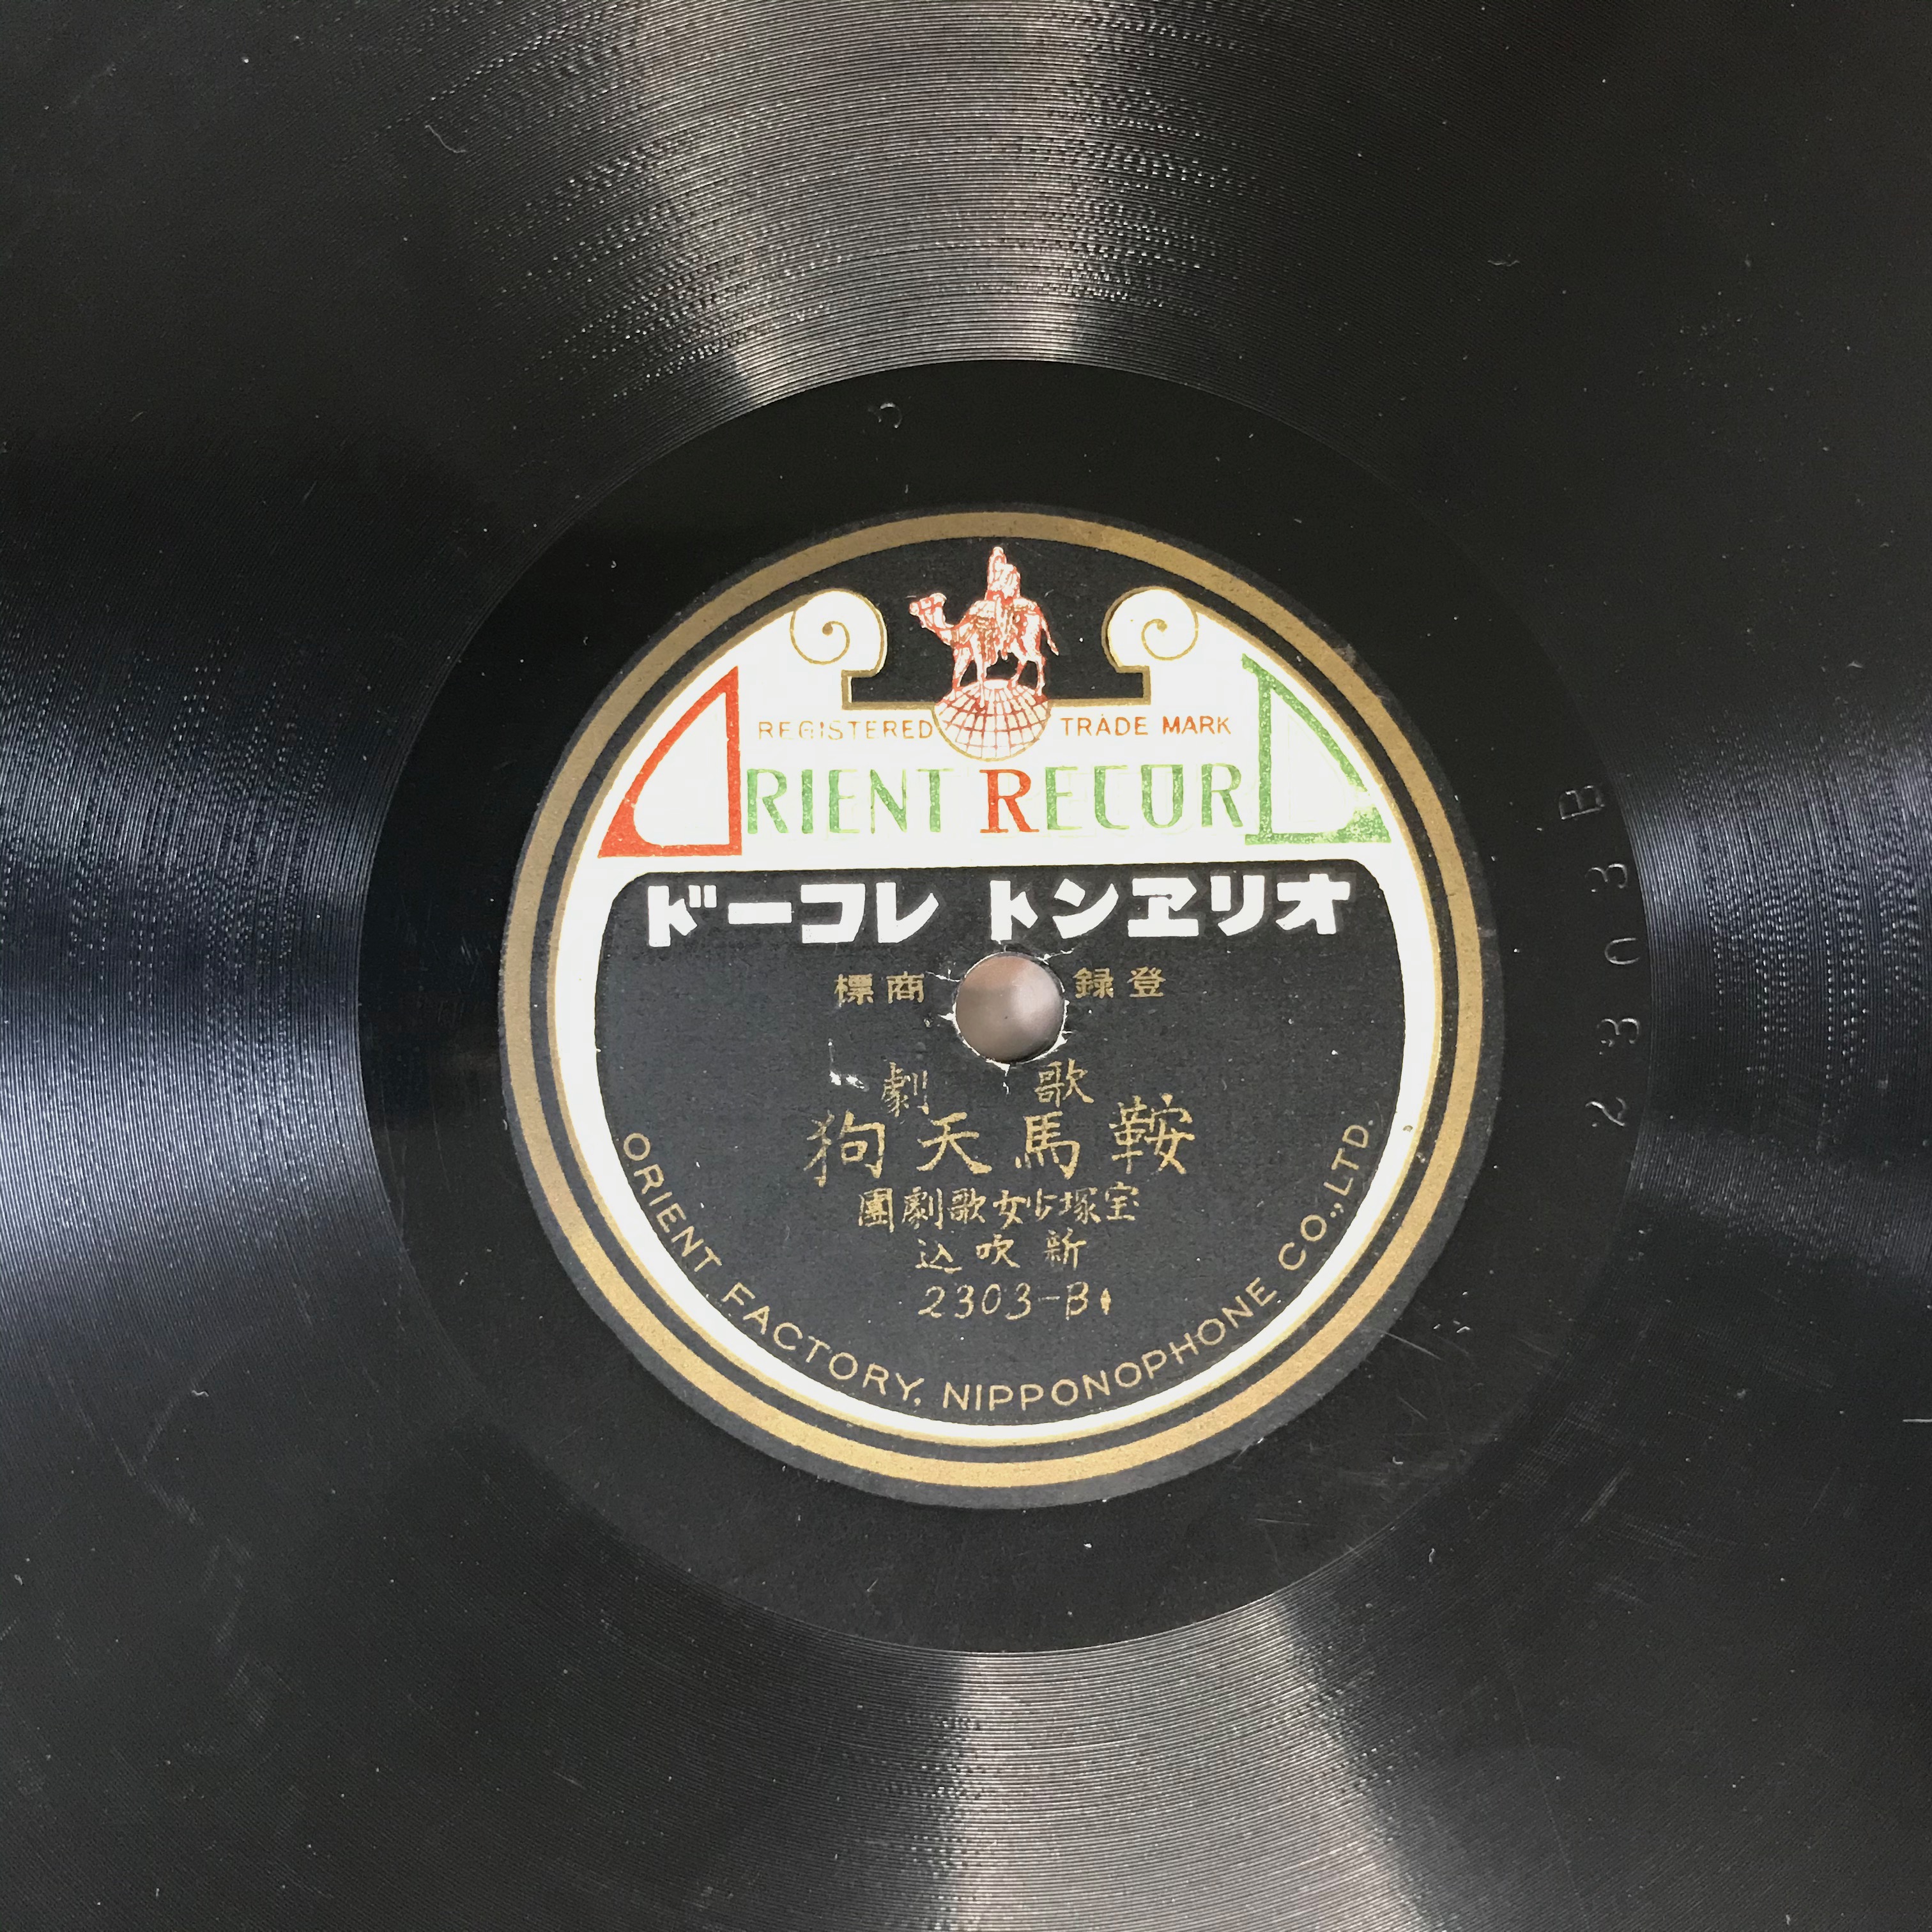 REGISTERED TRADE MARK
ORIENT RECORD
オリヱント レコード
登録 商標
歌劇
鞍馬天狗
宝塚少女歌劇團
新吹込
2303-B
ORIENT FACTORY, NIPPONOPHONE CO., LTD.
2303 B